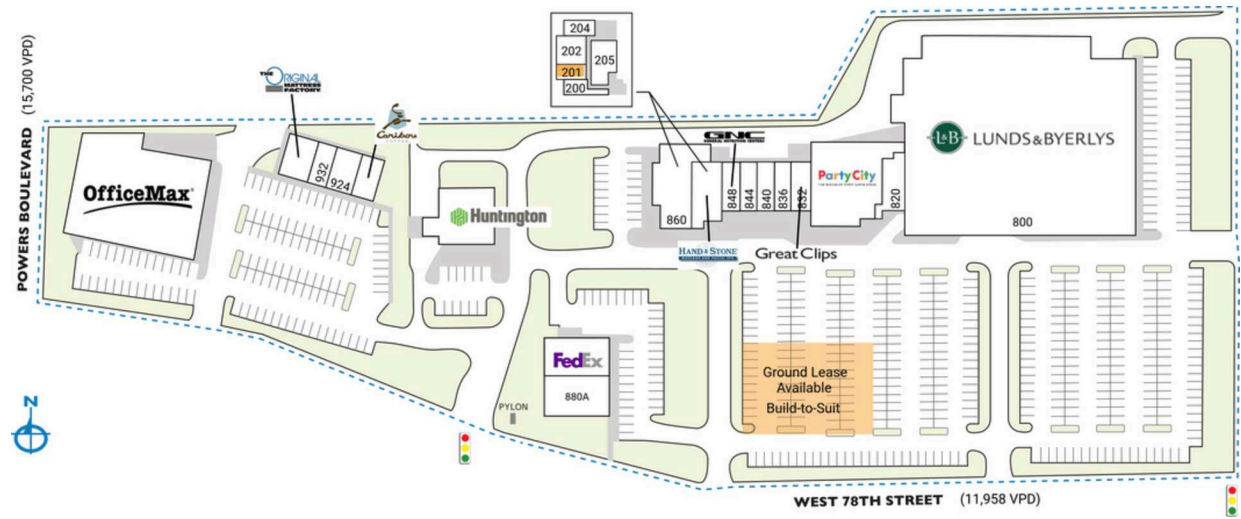 POWERS BOULEVARD (15,700 VPD)
OfficeMax®
THE ORIGINAL
MATTRESS
FACTORY
932
924
Caribou
COFFEE
Huntington
204
202
205
201
200
860
HAND & STONE
GNC
848
844
840
836
832
Great Clips
PartyCity
820
L&B LUNDS&BYERLYS
800
FedEx
880A
PYLON
Ground Lease
Available
Build-to-Suit
N
WEST 78TH STREET (11,958 VPD)